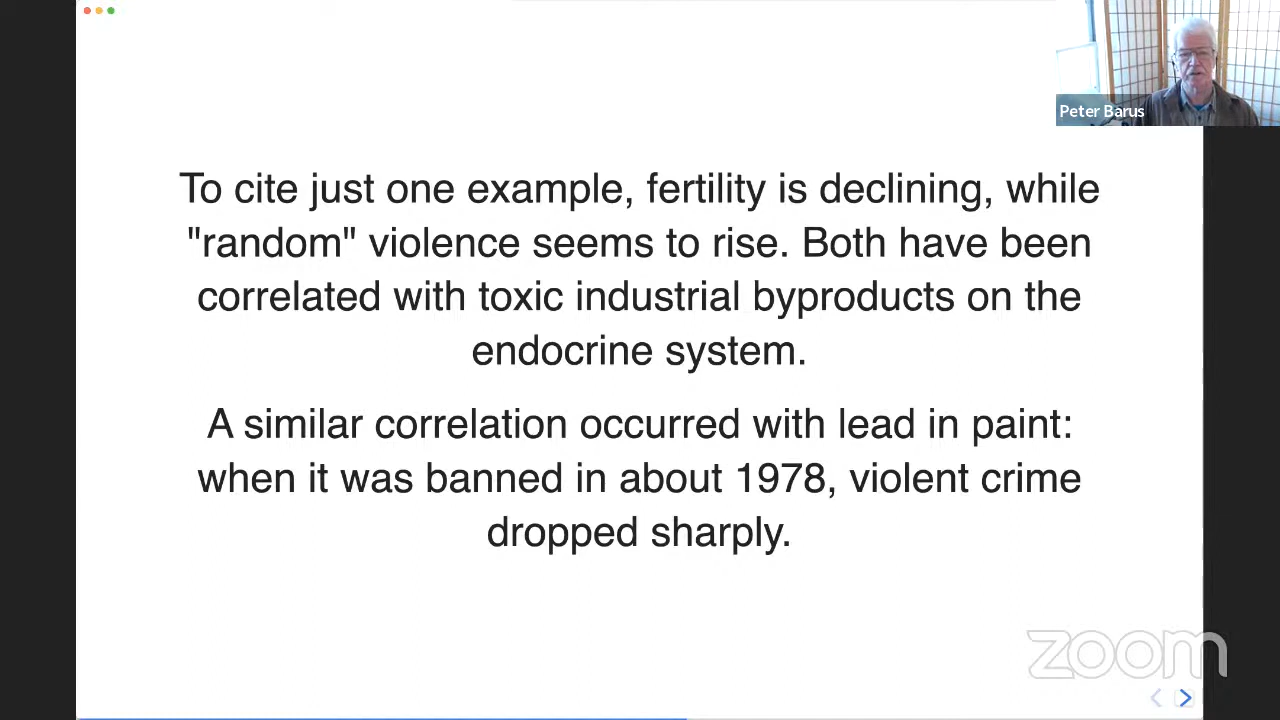 Peter Barus
To cite just one example, fertility is declining, while
"random" violence seems to rise. Both have been
correlated with toxic industrial byproducts on the
endocrine system.
A similar correlation occurred with lead in paint:
when it was banned in about 1978, violent crime
dropped sharply.
zoom